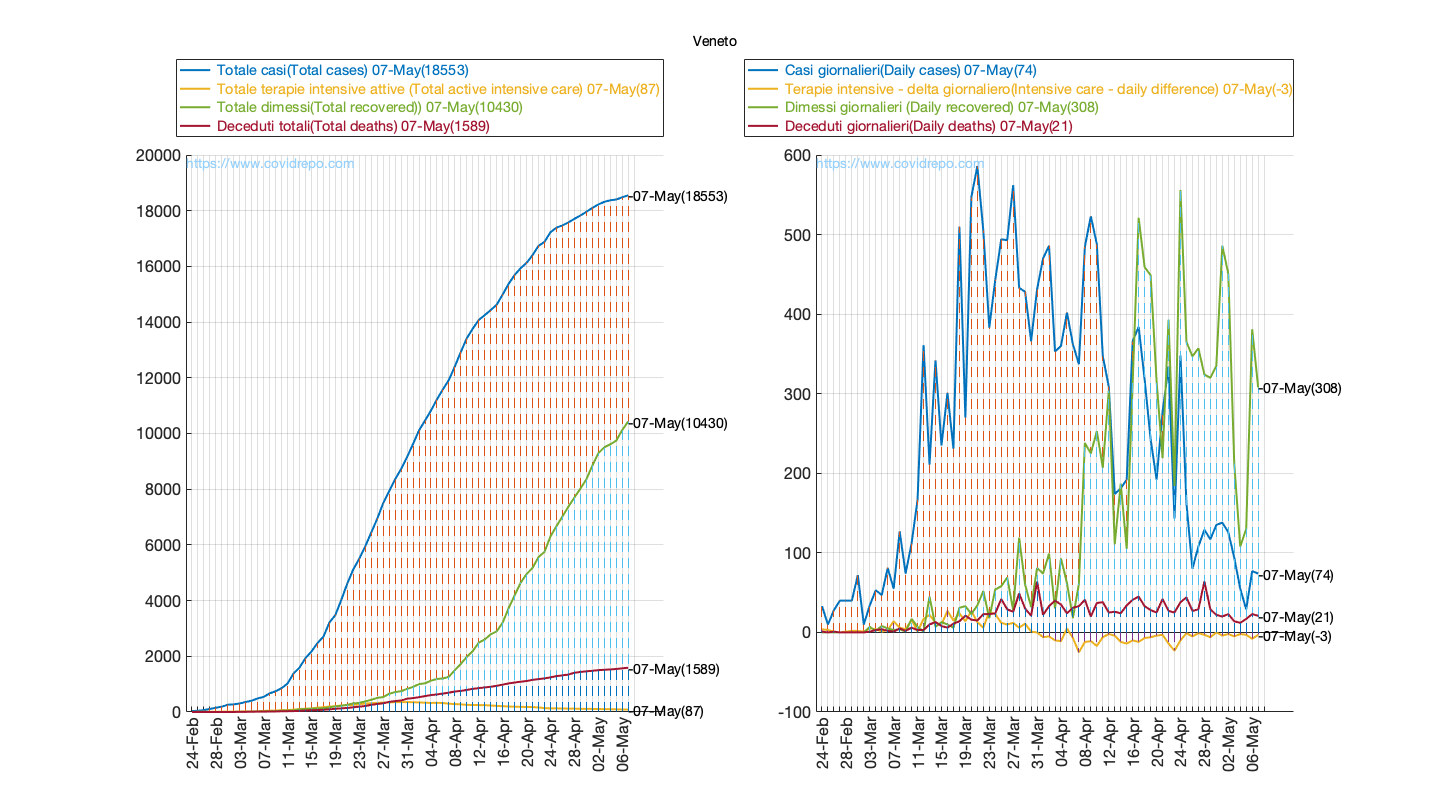 Veneto
Totale casi(Total cases) 07-May(18553)
Totale terapie intensive attive (Total active intensive care) 07-May(87)
Totale dimessi(Total recovered)) 07-May(10430)
Deceduti totali(Total deaths) 07-May(1589)
https://www.covidrepo.com
20000
18000
16000
14000
12000
10000
8000
6000
4000
2000
0
-07-May(18553)
-07-May(10430)
-07-May(1589)
-07-May(87)
24-Feb
28-Feb
03-Mar
07-Mar
11-Mar
15-Mar
19-Mar
23-Mar
27-Mar
31-Mar
04-Apr
08-Apr
12-Apr
16-Apr
20-Apr
24-Apr
28-Apr
02-May
06-May
Casi giornalieri(Daily cases) 07-May(74)
Terapie intensive - delta giornaliero(Intensive care - daily difference) 07-May(-3)
Dimessi giornalieri (Daily recovered) 07-May(308)
Deceduti giornalieri(Daily deaths) 07-May(21)
https://www.covidrepo.com
600
500
400
300
200
100
0
-100
-07-May(308)
-07-May(74)
-07-May(21)
-07-May(-3)
24-Feb
28-Feb
03-Mar
07-Mar
11-Mar
15-Mar
19-Mar
23-Mar
27-Mar
31-Mar
04-Apr
08-Apr
12-Apr
16-Apr
20-Apr
24-Apr
28-Apr
02-May
06-May